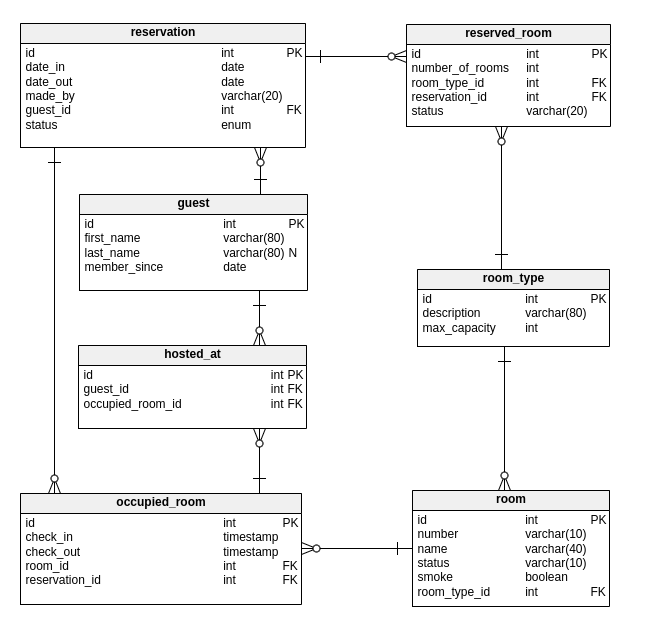 reservation
id int PK
date_in date
date_out date
made_by varchar(20)
guest_id int FK
status enum
reserved_room
id int PK
number_of_rooms int
room_type_id int FK
reservation_id int FK
status varchar(20)
guest
id int PK
first_name varchar(80)
last_name varchar(80) N
member_since date
room_type
id int PK
description varchar(80)
max_capacity int
hosted_at
id int PK
guest_id int FK
occupied_room_id int FK
occupied_room
id int PK
check_in timestamp
check_out timestamp
room_id int FK
reservation_id int FK
room
id int PK
number varchar(10)
name varchar(40)
status varchar(10)
smoke boolean
room_type_id int FK